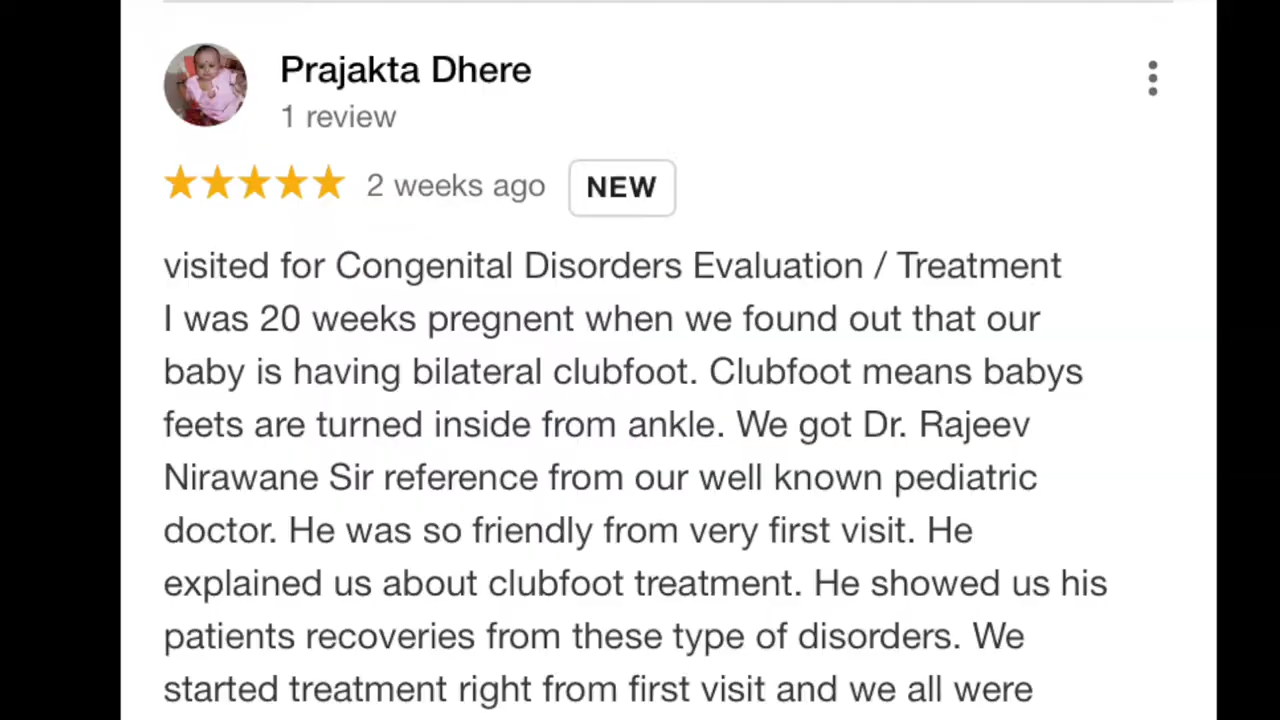 Prajakta Dhere
1 review
2 weeks ago NEW
visited for Congenital Disorders Evaluation / Treatment
I was 20 weeks pregnent when we found out that our
baby is having bilateral clubfoot. Clubfoot means babys
feets are turned inside from ankle. We got Dr. Rajeev
Nirawane Sir reference from our well known pediatric
doctor. He was so friendly from very first visit. He
explained us about clubfoot treatment. He showed us his
patients recoveries from these type of disorders. We
started treatment right from first visit and we all were